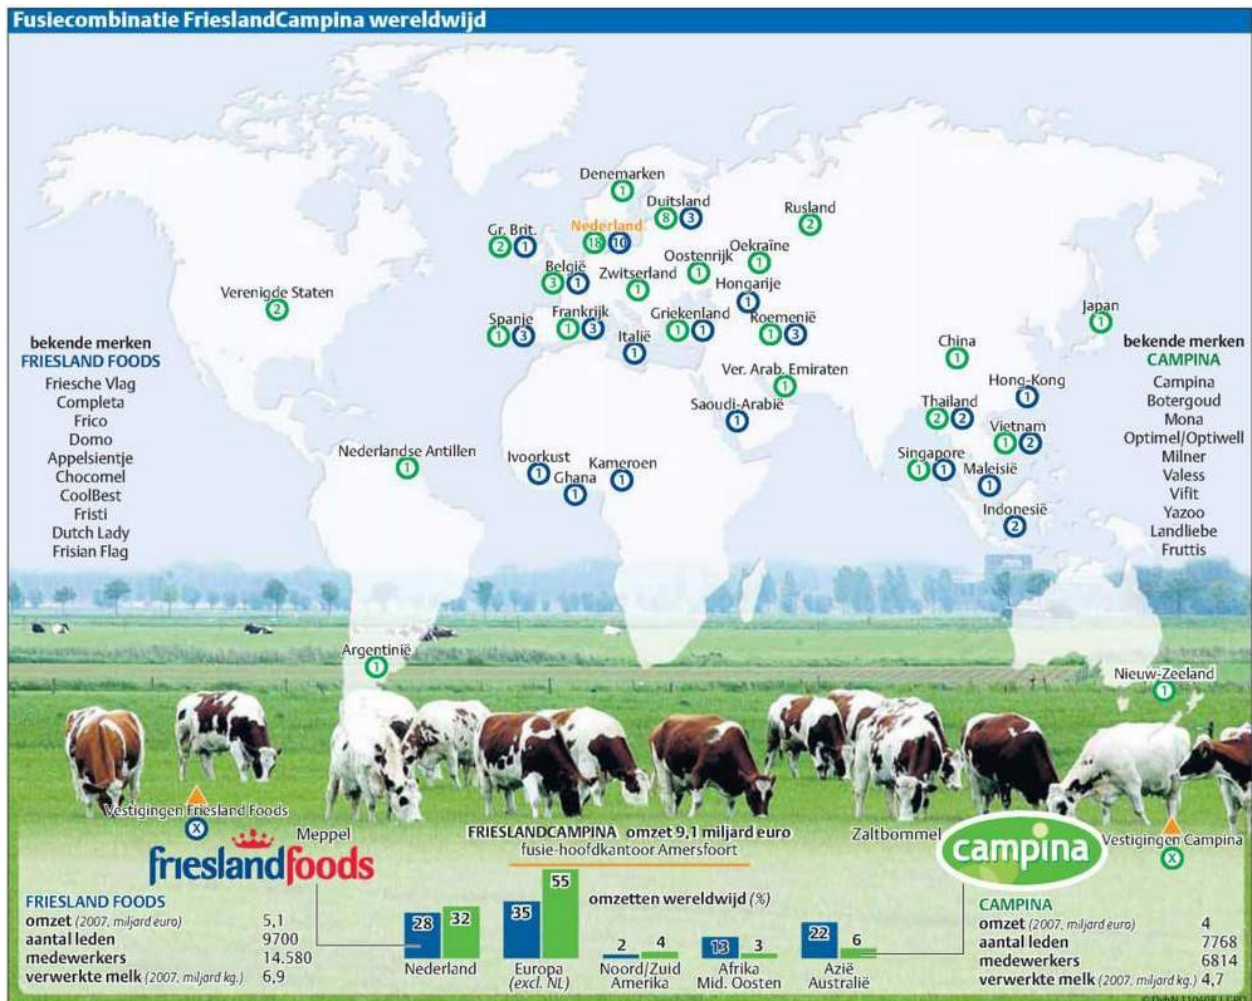 Fusiecombinatie FrieslandCampina wereldwijd
Denemarken
1
Duitsland
8 3
Rusland
2
Nederland
18 10
Gr. Brit.
2 1
Oekraïne
1
Oostenrijk
1
België
3 1
Zwitserland
1
Hongarije
1
Verenigde Staten
2
Spanje
1 3
Frankrijk
1 3
Italië
1
Griekenland
1 1
Roemenië
1 3
Japan
1
China
1
Ver. Arab. Emiraten
1
Hong-Kong
1
Saoudi-Arabië
1
Thailand
2 2
Vietnam
1 2
Nederlandse Antillen
1
Ivoorkust
1
Ghana
1
Kameroen
1
Singapore
1 1
Maleisië
1
Indonesië
2
Argentinië
1
Nieuw-Zeeland
1
bekende merken
FRIESLAND FOODS
Friesche Vlag
Completa
Frico
Domo
Appelsientje
Chocomel
CoolBest
Fristi
Dutch Lady
Frisian Flag
bekende merken
CAMPINA
Campina
Botergoud
Mona
Optimel/Optiwell
Milner
Valess
Vifit
Yazoo
Landliebe
Fruttis
Vestigingen Friesland Foods
X
Meppel
frieslandfoods
FRIESLANDCAMPINA omzet 9,1 miljard euro
fusie-hoofdkantoor Amersfoort
Zaltbommel
campina
Vestigingen Campina
X
FRIESLAND FOODS
omzet (2007, miljard euro) 5,1
aantal leden 9700
medewerkers 14.580
verwerkte melk (2007, miljard kg.) 6,9
omzetten wereldwijd (%)
28 32
Nederland
35 55
Europa
(excl. NL)
2 4
Noord/Zuid
Amerika
13 3
Afrika
Mid. Oosten
22 6
Azië
Australië
CAMPINA
omzet (2007, miljard euro) 4
aantal leden 7768
medewerkers 6814
verwerkte melk (2007, miljard kg.) 4,7